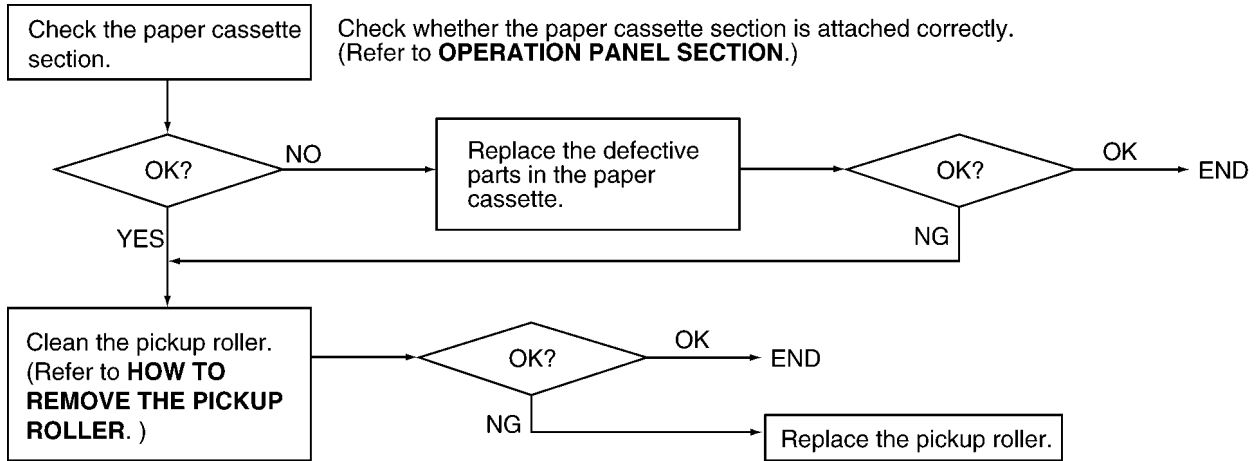 Check the paper cassette
section.
Check whether the paper cassette section is attached correctly.
(Refer to OPERATION PANEL SECTION.)
OK?
NO
Replace the defective
parts in the paper
cassette.
OK?
OK
END
YES
NG
Clean the pickup roller.
(Refer to HOW TO
REMOVE THE PICKUP
ROLLER. )
OK?
OK
END
NG
Replace the pickup roller.